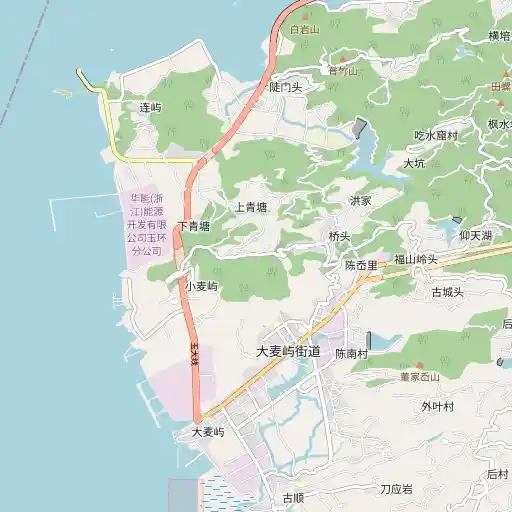 白岩山
横培
普竹山
陡门头
田螺
连屿
枫水
吃水窟村
大坑
华能(浙
江)能源
开发有限
公司玉环
分公司
上青塘
洪家
下青塘
桥头
仰天湖
福山岭头
陈岙里
小麦屿
古城头
后
玉大线
大麦屿街道
陈南村
董家岙山
外叶村
大麦屿
后村
刀应岩
古顺